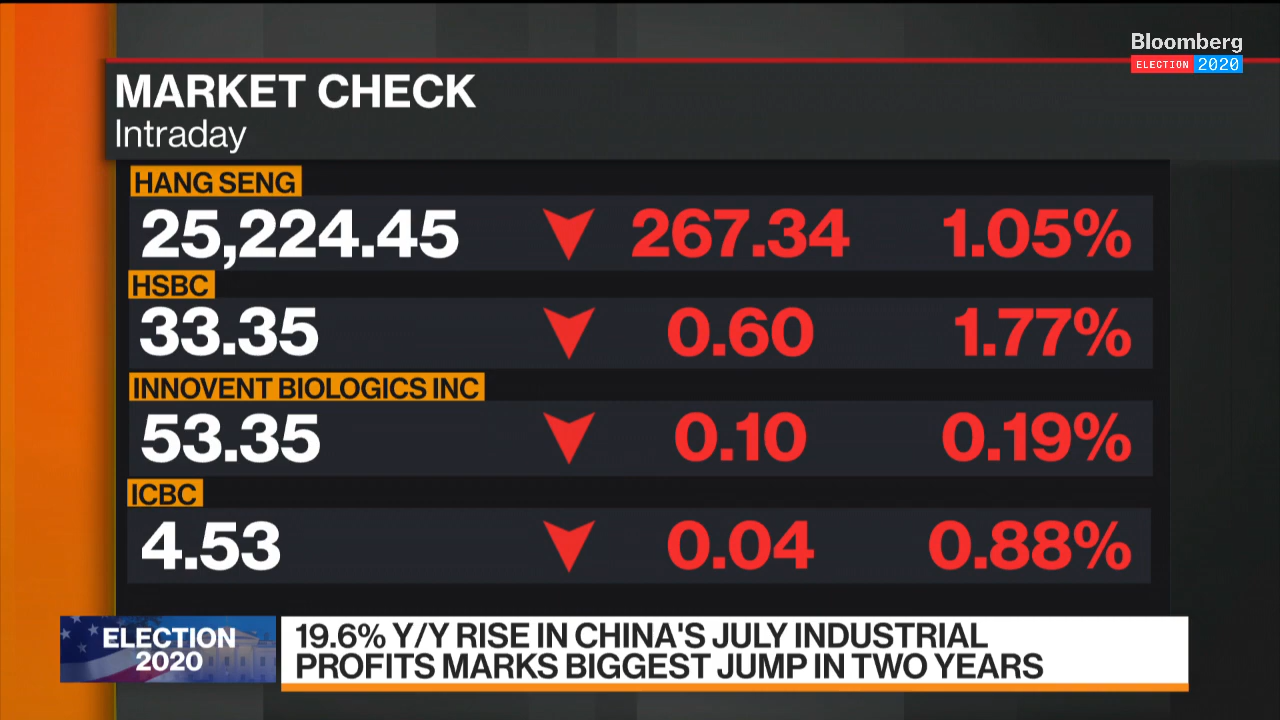 Bloomberg
ELECTION 2020
MARKET CHECK
Intraday
HANG SENG
25,224.45 267.34 1.05%
HSBC
33.35 0.60 1.77%
INNOVENT BIOLOGICS INC
53.35 0.10 0.19%
ICBC
4.53 0.04 0.88%
ELECTION
2020
19.6% Y/Y RISE IN CHINA'S JULY INDUSTRIAL
PROFITS MARKS BIGGEST JUMP IN TWO YEARS